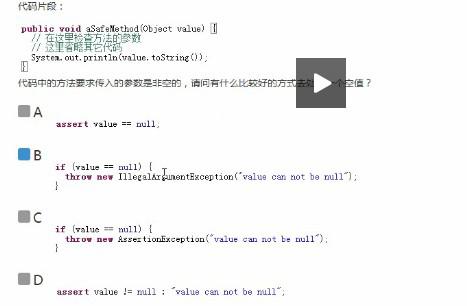 代码片段：
public void aSafeMethod(Object value) {
// 在这里检查方法的参数
// 这里省略其它代码
System.out.println(value.toString());
}
代码中的方法要求传入的参数是非空的，请问有什么比较好的方式去处 个空值？
A
assert value == null;
B
if (value == null) {
throw new IllegalArgumentException("value can not be null");
}
C
if (value == null) {
throw new AssertionException("value can not be null");
}
D
assert value != null : "value can not be null";